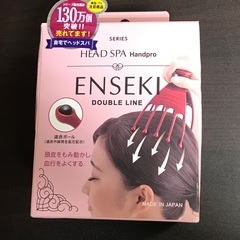 130万個
突破!!
売れてます!
自宅でヘッドスパ
SERIES
HEAD SPA Handpro
ENSEKI
DOUBLE LINE
遠赤ボール
頭皮をもみ動かし
血行をよくする
MADE IN JAPAN